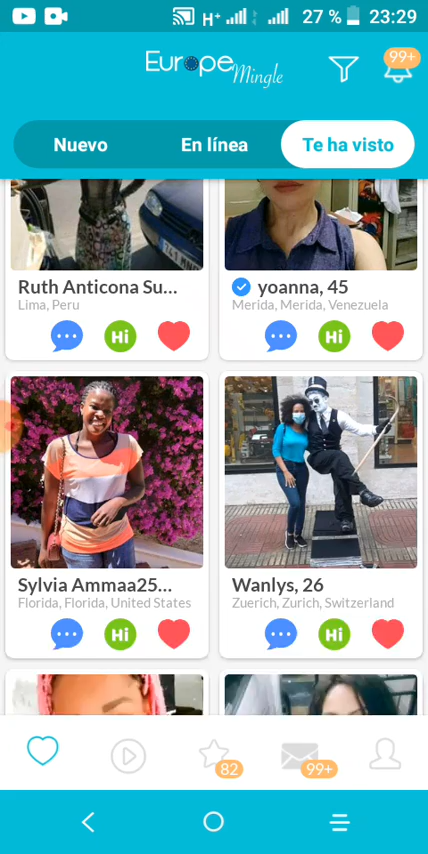 H+ 27 % 23:29
Europe Mingle
99+
Nuevo En línea Te ha visto
Ruth Anticona Su... yoanna, 45
Lima, Peru Merida, Merida, Venezuela
Hi Hi
Sylvia Ammaa25... Wanlys, 26
Florida, Florida, United States Zuerich, Zurich, Switzerland
Hi Hi
82 99+